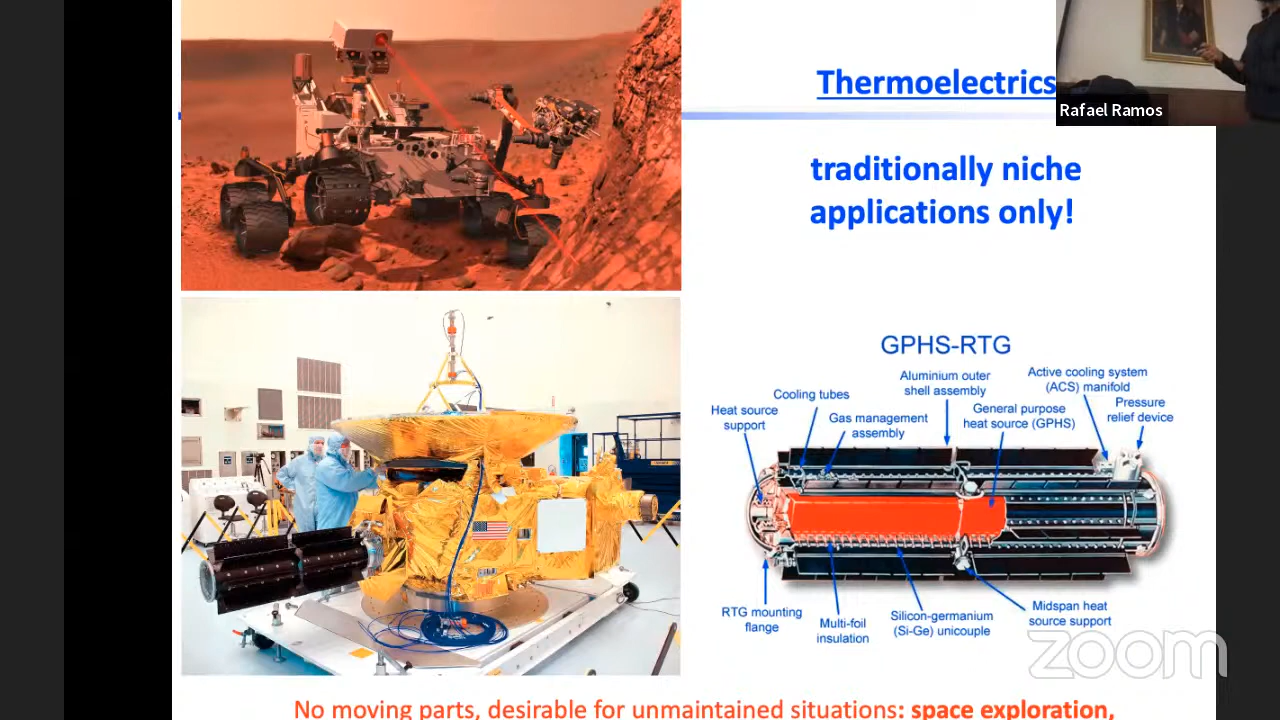 Thermoelectrics
Rafael Ramos
traditionally niche
applications only!
GPHS-RTG
Aluminium outer
shell assembly
Active cooling system
(ACS) manifold
Cooling tubes
Pressure
relief device
Heat source
support
Gas management
assembly
General purpose
heat source (GPHS)
RTG mounting
flange
Multi-foil
insulation
Silicon-germanium
(Si-Ge) unicouple
Midspan heat
source support
zoom
No moving parts, desirable for unmaintained situations: space exploration,